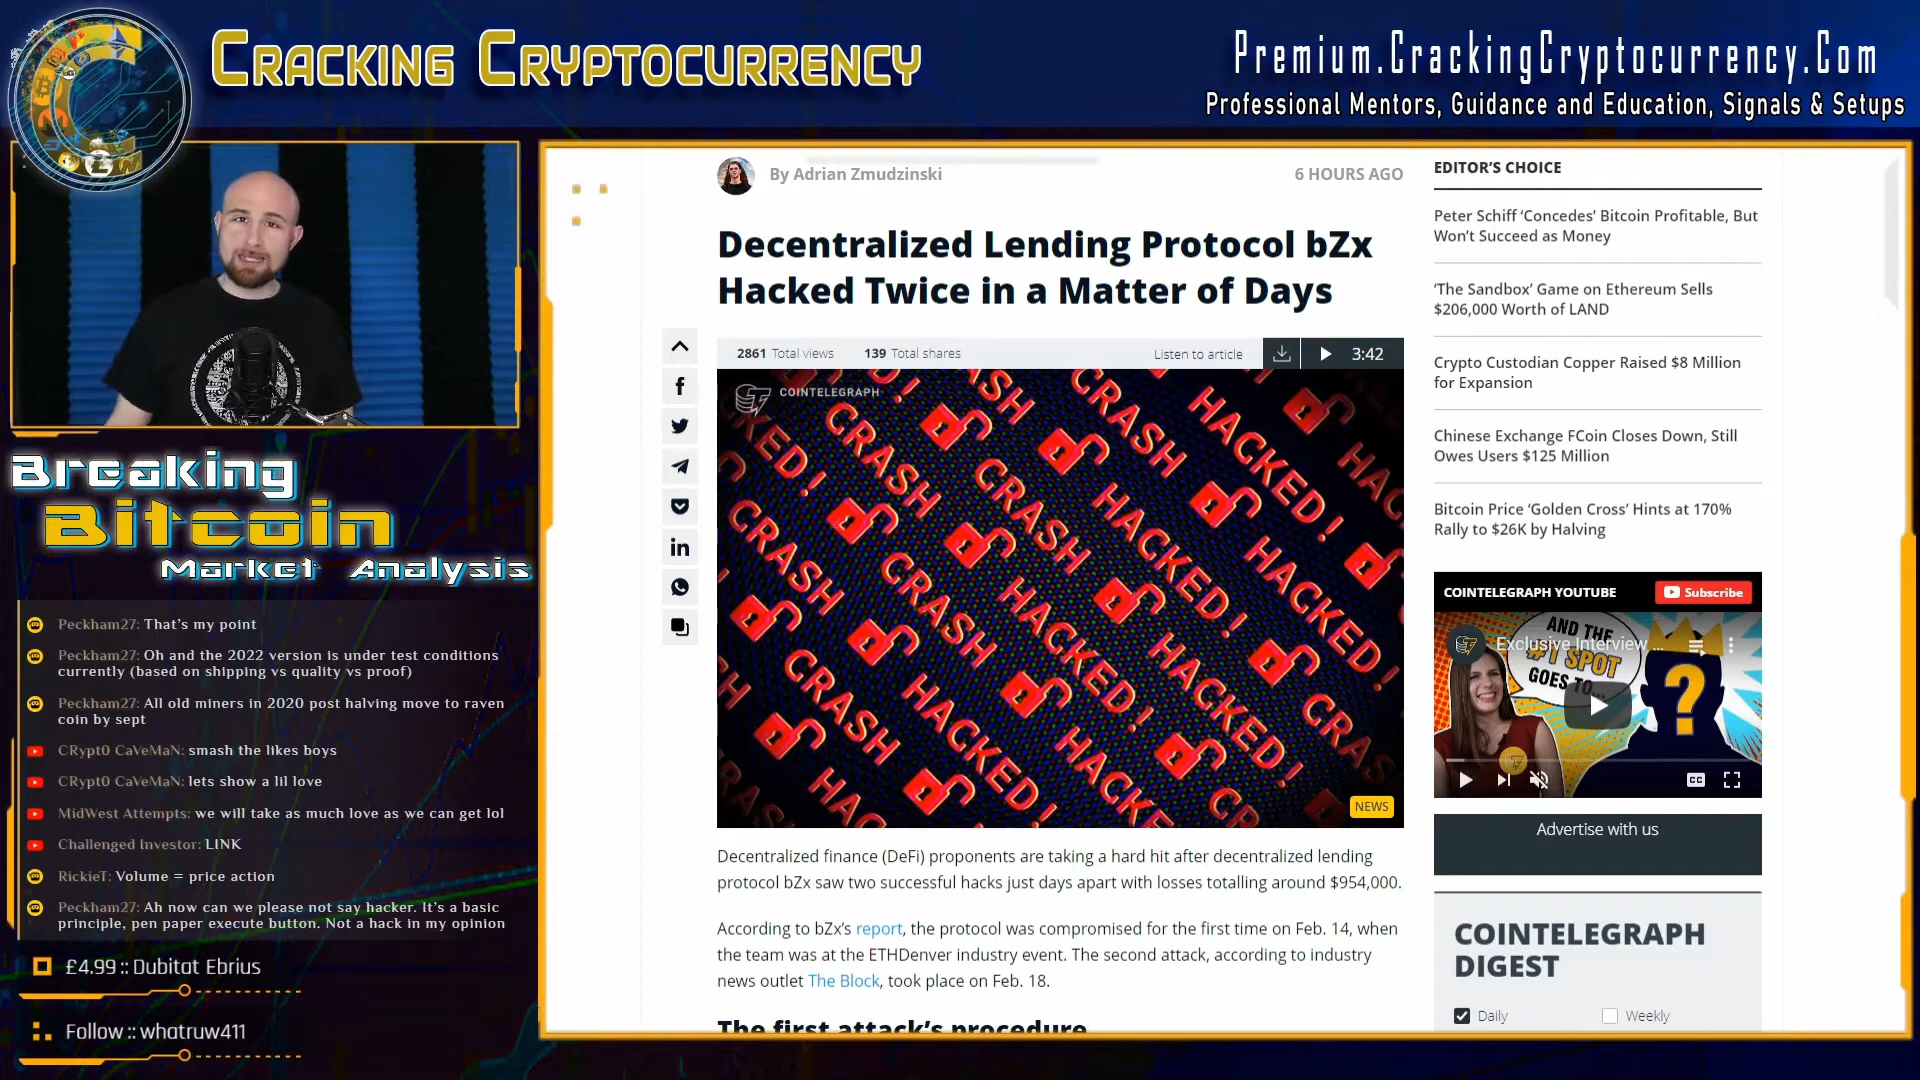 Cracking Cryptocurrency
Premium.CrackingCryptocurrency.Com
Professional Mentors, Guidance and Education, Signals & Setups
Breaking
Bitcoin
Market Analysis
Peckham27: That's my point
Peckham27: Oh and the 2022 version is under test conditions
currently (based on shipping vs quality vs proof)
Peckham27: All old miners in 2020 post halving move to raven
coin by sept
CRypt0 CaVeMaN: smash the likes boys
CRypt0 CaVeMaN: lets show a lil love
MidWest Attempts: we will take as much love as we can get lol
Challenged Investor: LINK
RickieT: Volume = price action
Peckham27: Ah now can we please not say hacker. It's a basic
principle, pen paper execute button. Not a hack in my opinion
£4.99 :: Dubitat Ebrius
Follow :: whatruw411
By Adrian Zmudzinski
6 HOURS AGO
Decentralized Lending Protocol bZx
Hacked Twice in a Matter of Days
2861 Total views 139 Total shares
Listen to article
3:42
COINTELEGRAPH
HACKED!
CRASH
NEWS
Decentralized finance (DeFi) proponents are taking a hard hit after decentralized lending
protocol bZx saw two successful hacks just days apart with losses totalling around $954,000.
According to bZx's report, the protocol was compromised for the first time on Feb. 14, when
the team was at the ETHDenver industry event. The second attack, according to industry
news outlet The Block, took place on Feb. 18.
The first attack's procedure
EDITOR'S CHOICE
Peter Schiff 'Concedes' Bitcoin Profitable, But
Won't Succeed as Money
'The Sandbox' Game on Ethereum Sells
$206,000 Worth of LAND
Crypto Custodian Copper Raised $8 Million
for Expansion
Chinese Exchange FCoin Closes Down, Still
Owes Users $125 Million
Bitcoin Price 'Golden Cross' Hints at 170%
Rally to $26K by Halving
COINTELEGRAPH YOUTUBE
Subscribe
Exclusive Interview ...
AND THE
#1 SPOT
GOES TO...
?
CC
Advertise with us
COINTELEGRAPH
DIGEST
Daily
Weekly